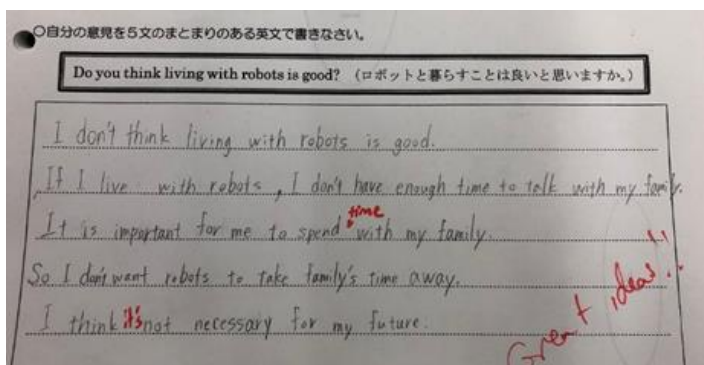 ○自分の意見を5文のまとまりのある英文で書きなさい。
Do you think living with robots is good? （ロボットと暮らすことは良いと思いますか。）
I don't think living with robots is good.
If I live with robots, I don't have enough time to talk with my family.
time
It is important for me to spend with my family.
So I don't want robots to take family's time away.
I think it's not necessary for my future.
Great ideas!!